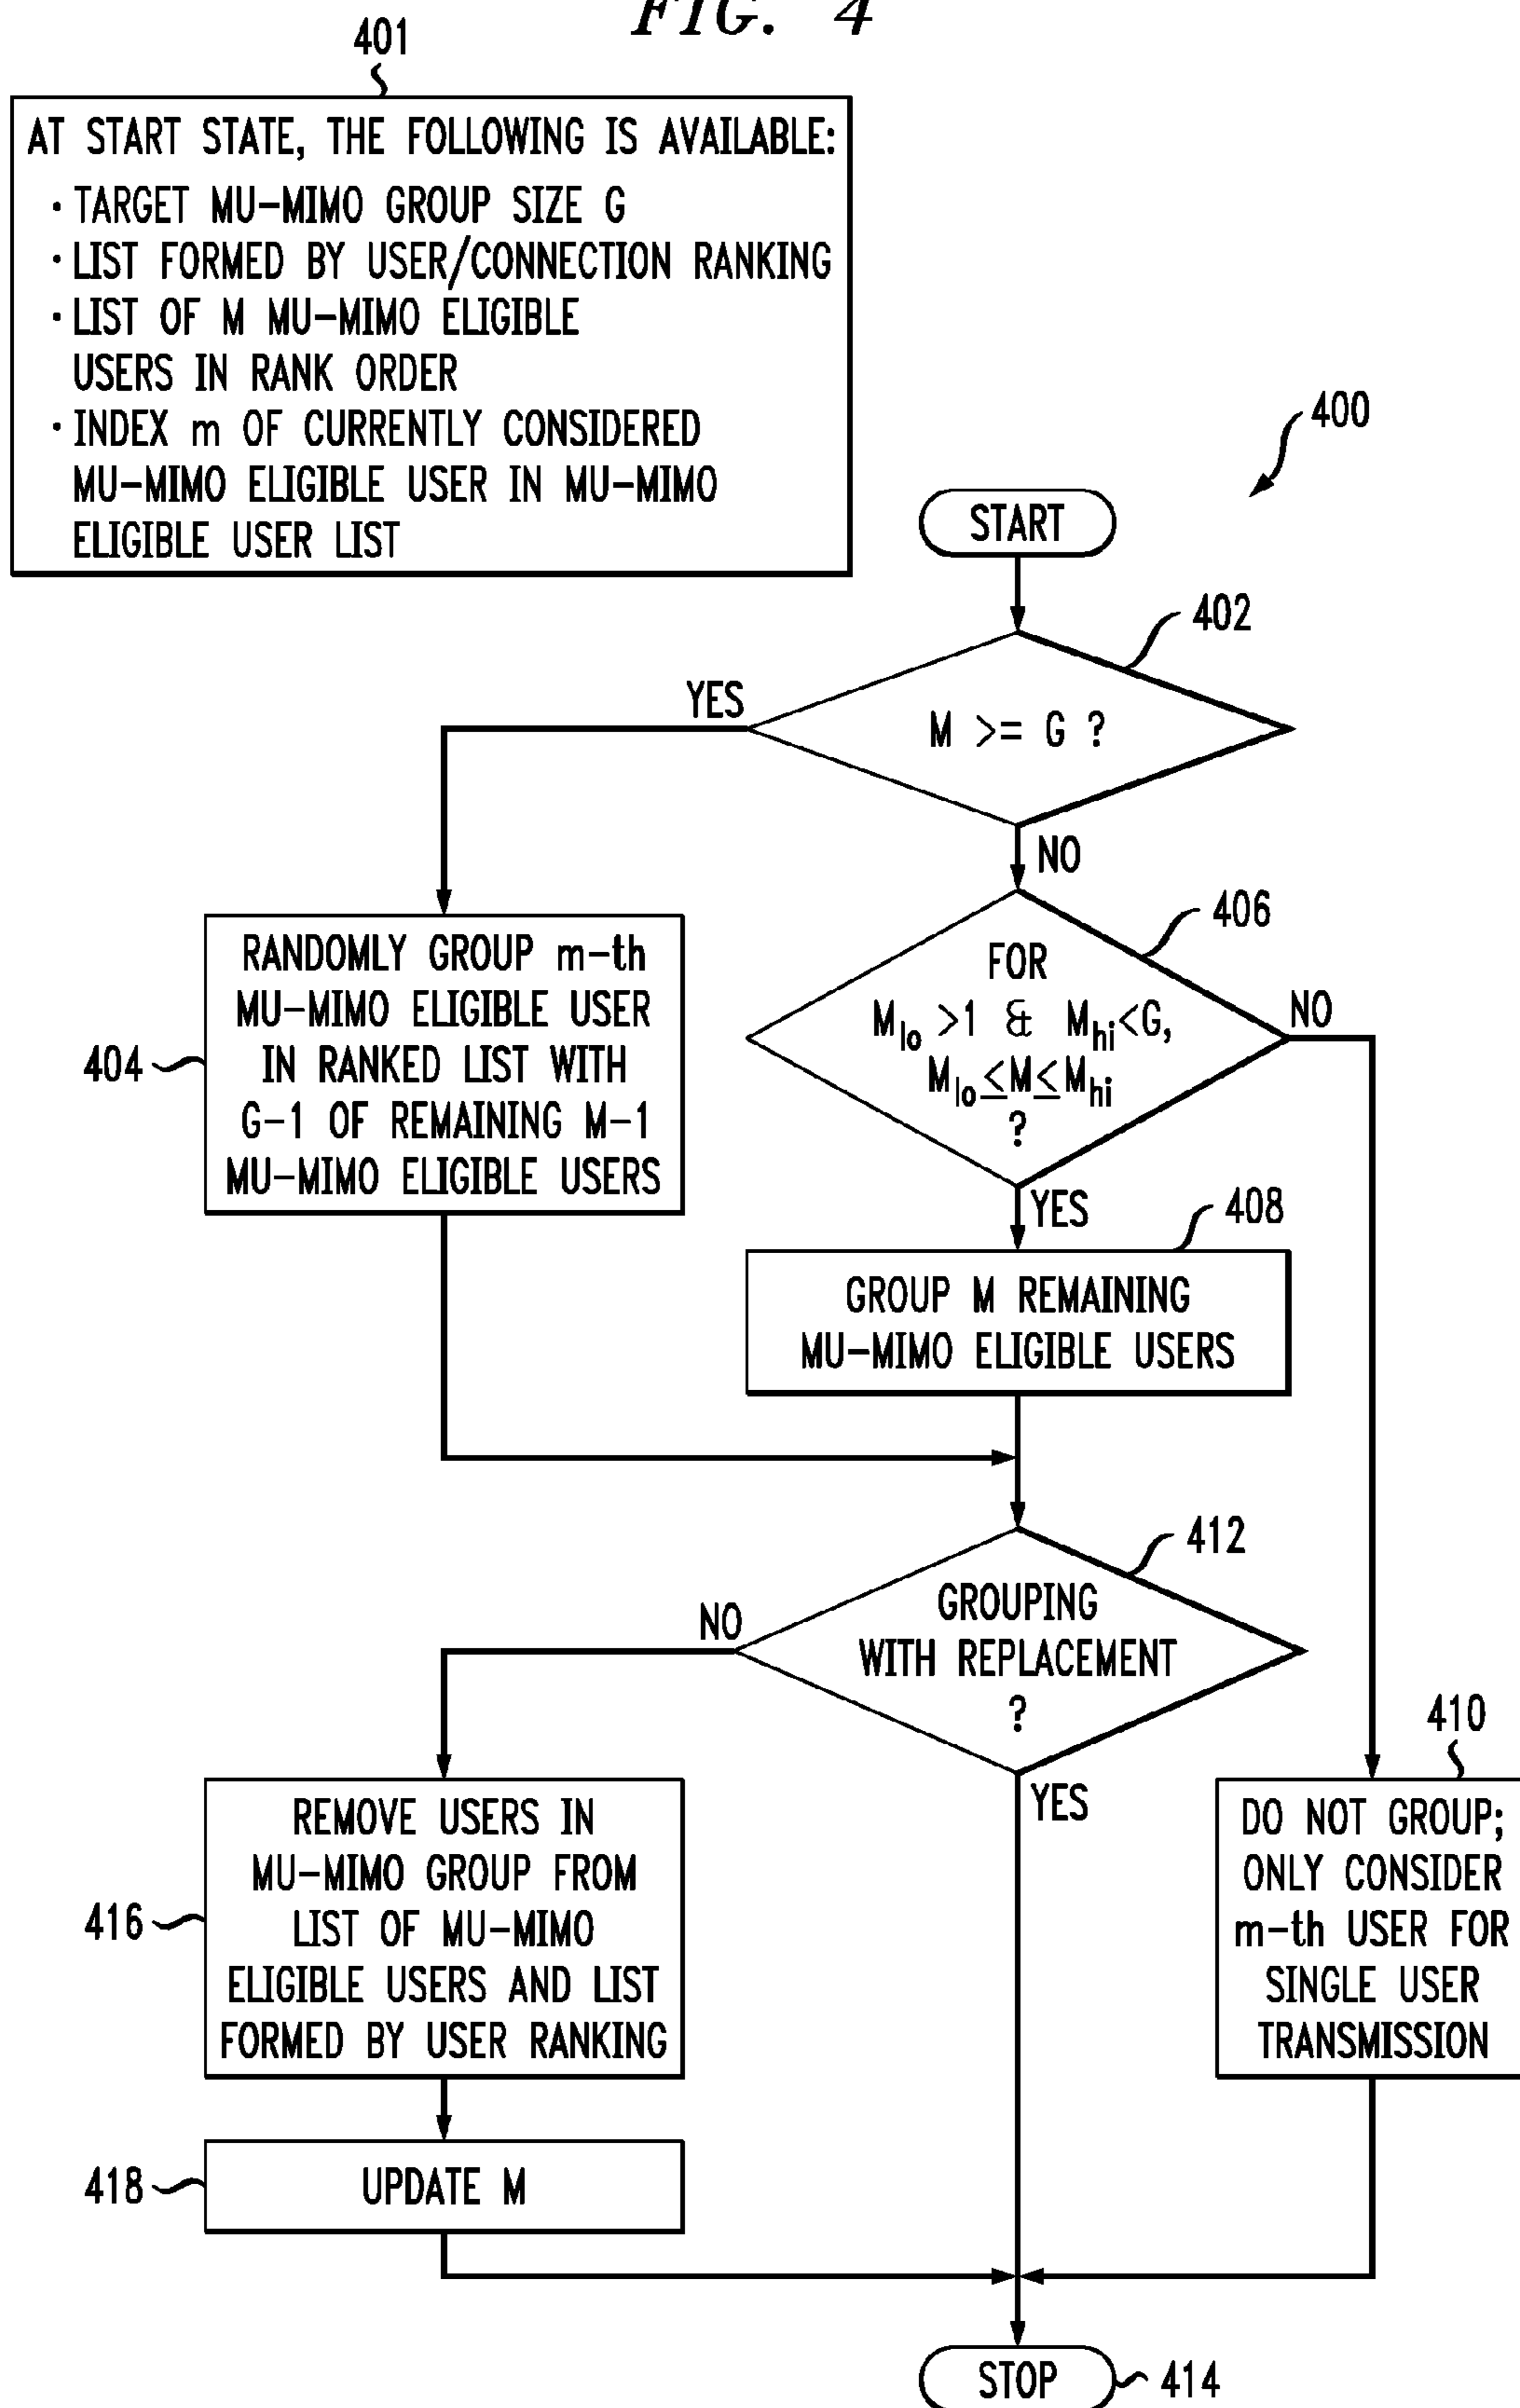 FIG. 4
401
AT START STATE, THE FOLLOWING IS AVAILABLE:
· TARGET MU-MIMO GROUP SIZE G
· LIST FORMED BY USER/CONNECTION RANKING
· LIST OF M MU-MIMO ELIGIBLE
USERS IN RANK ORDER
· INDEX m OF CURRENTLY CONSIDERED
MU-MIMO ELIGIBLE USER IN MU-MIMO
ELIGIBLE USER LIST
400
START
402
M >= G ?
YES
NO
404
RANDOMLY GROUP m-th
MU-MIMO ELIGIBLE USER
IN RANKED LIST WITH
G-1 OF REMAINING M-1
MU-MIMO ELIGIBLE USERS
406
FOR
Mlo >1 & Mhi<G,
Mlo≤M≤Mhi
?
NO
YES
408
GROUP M REMAINING
MU-MIMO ELIGIBLE USERS
412
GROUPING
WITH REPLACEMENT
?
NO
YES
410
DO NOT GROUP;
ONLY CONSIDER
m-th USER FOR
SINGLE USER
TRANSMISSION
416
REMOVE USERS IN
MU-MIMO GROUP FROM
LIST OF MU-MIMO
ELIGIBLE USERS AND LIST
FORMED BY USER RANKING
418
UPDATE M
STOP
414